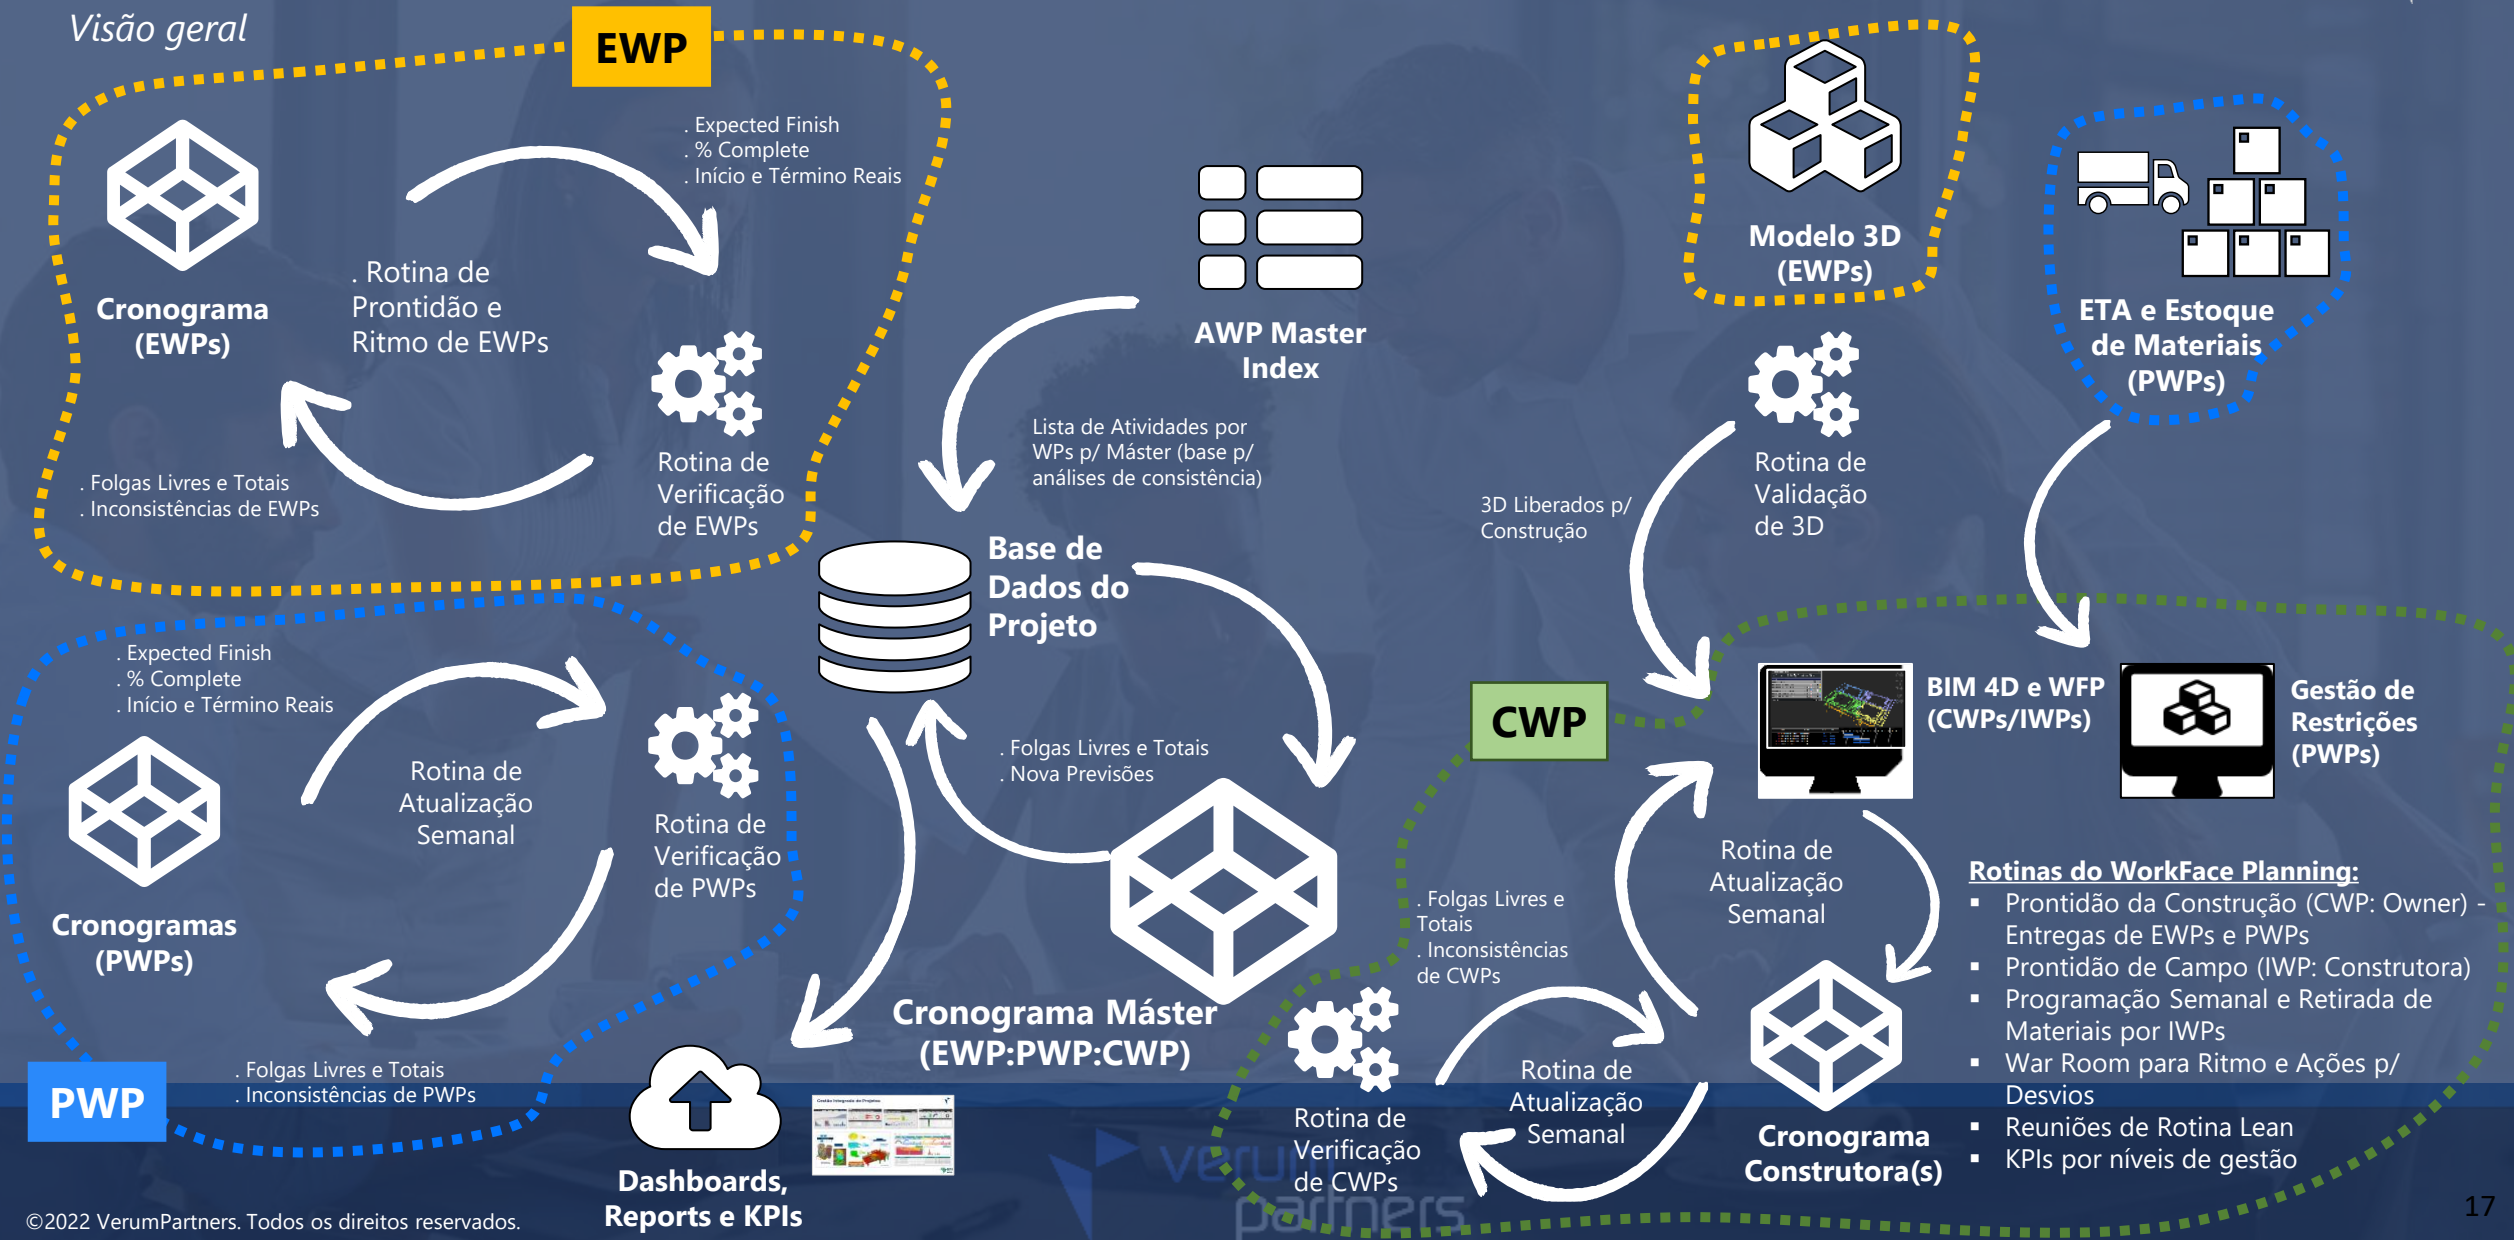 Visão geral
EWP
. Expected Finish
. % Complete
. Início e Término Reais
Cronograma
(EWPs)
. Rotina de
Prontidão e
Ritmo de EWPs
. Folgas Livres e Totais
. Inconsistências de EWPs
Rotina de
Verificação
de EWPs
AWP Master
Index
Lista de Atividades por
WPs p/ Máster (base p/
análises de consistência)
Modelo 3D
(EWPs)
Rotina de
Validação
de 3D
3D Liberados p/
Construção
ETA e Estoque
de Materiais
(PWPs)
Base de
Dados do
Projeto
. Expected Finish
. % Complete
. Início e Término Reais
Cronogramas
(PWPs)
Rotina de
Atualização
Semanal
Rotina de
Verificação
de PWPs
. Folgas Livres e Totais
. Inconsistências de PWPs
PWP
. Folgas Livres e Totais
. Nova Previsões
Cronograma Máster
(EWP:PWP:CWP)
Dashboards,
Reports e KPIs
Gestão Integrada de Projetos
CWP
BIM 4D e WFP
(CWPs/IWPs)
Gestão de
Restrições
(PWPs)
Rotina de
Atualização
Semanal
. Folgas Livres e
Totais
. Inconsistências
de CWPs
Rotina de
Verificação
de CWPs
Rotina de
Atualização
Semanal
Cronograma
Construtora(s)
Rotinas do WorkFace Planning:
▪ Prontidão da Construção (CWP: Owner) -
Entregas de EWPs e PWPs
▪ Prontidão de Campo (IWP: Construtora)
▪ Programação Semanal e Retirada de
Materiais por IWPs
▪ War Room para Ritmo e Ações p/
Desvios
▪ Reuniões de Rotina Lean
▪ KPIs por níveis de gestão
verum
partners
©2022 VerumPartners. Todos os direitos reservados.
17